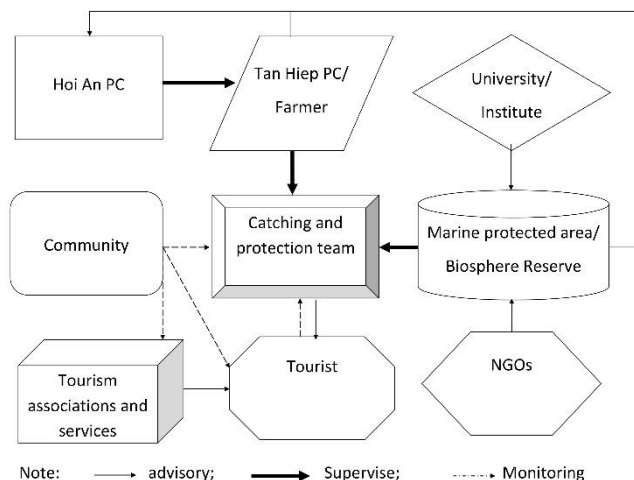 Hoi An PC
Tan Hiep PC/
Farmer
University/
Institute
Community
Catching and
protection team
Marine protected area/
Biosphere Reserve
Tourism
associations and
services
Tourist
NGOs
Note: advisory; Supervise; Monitoring